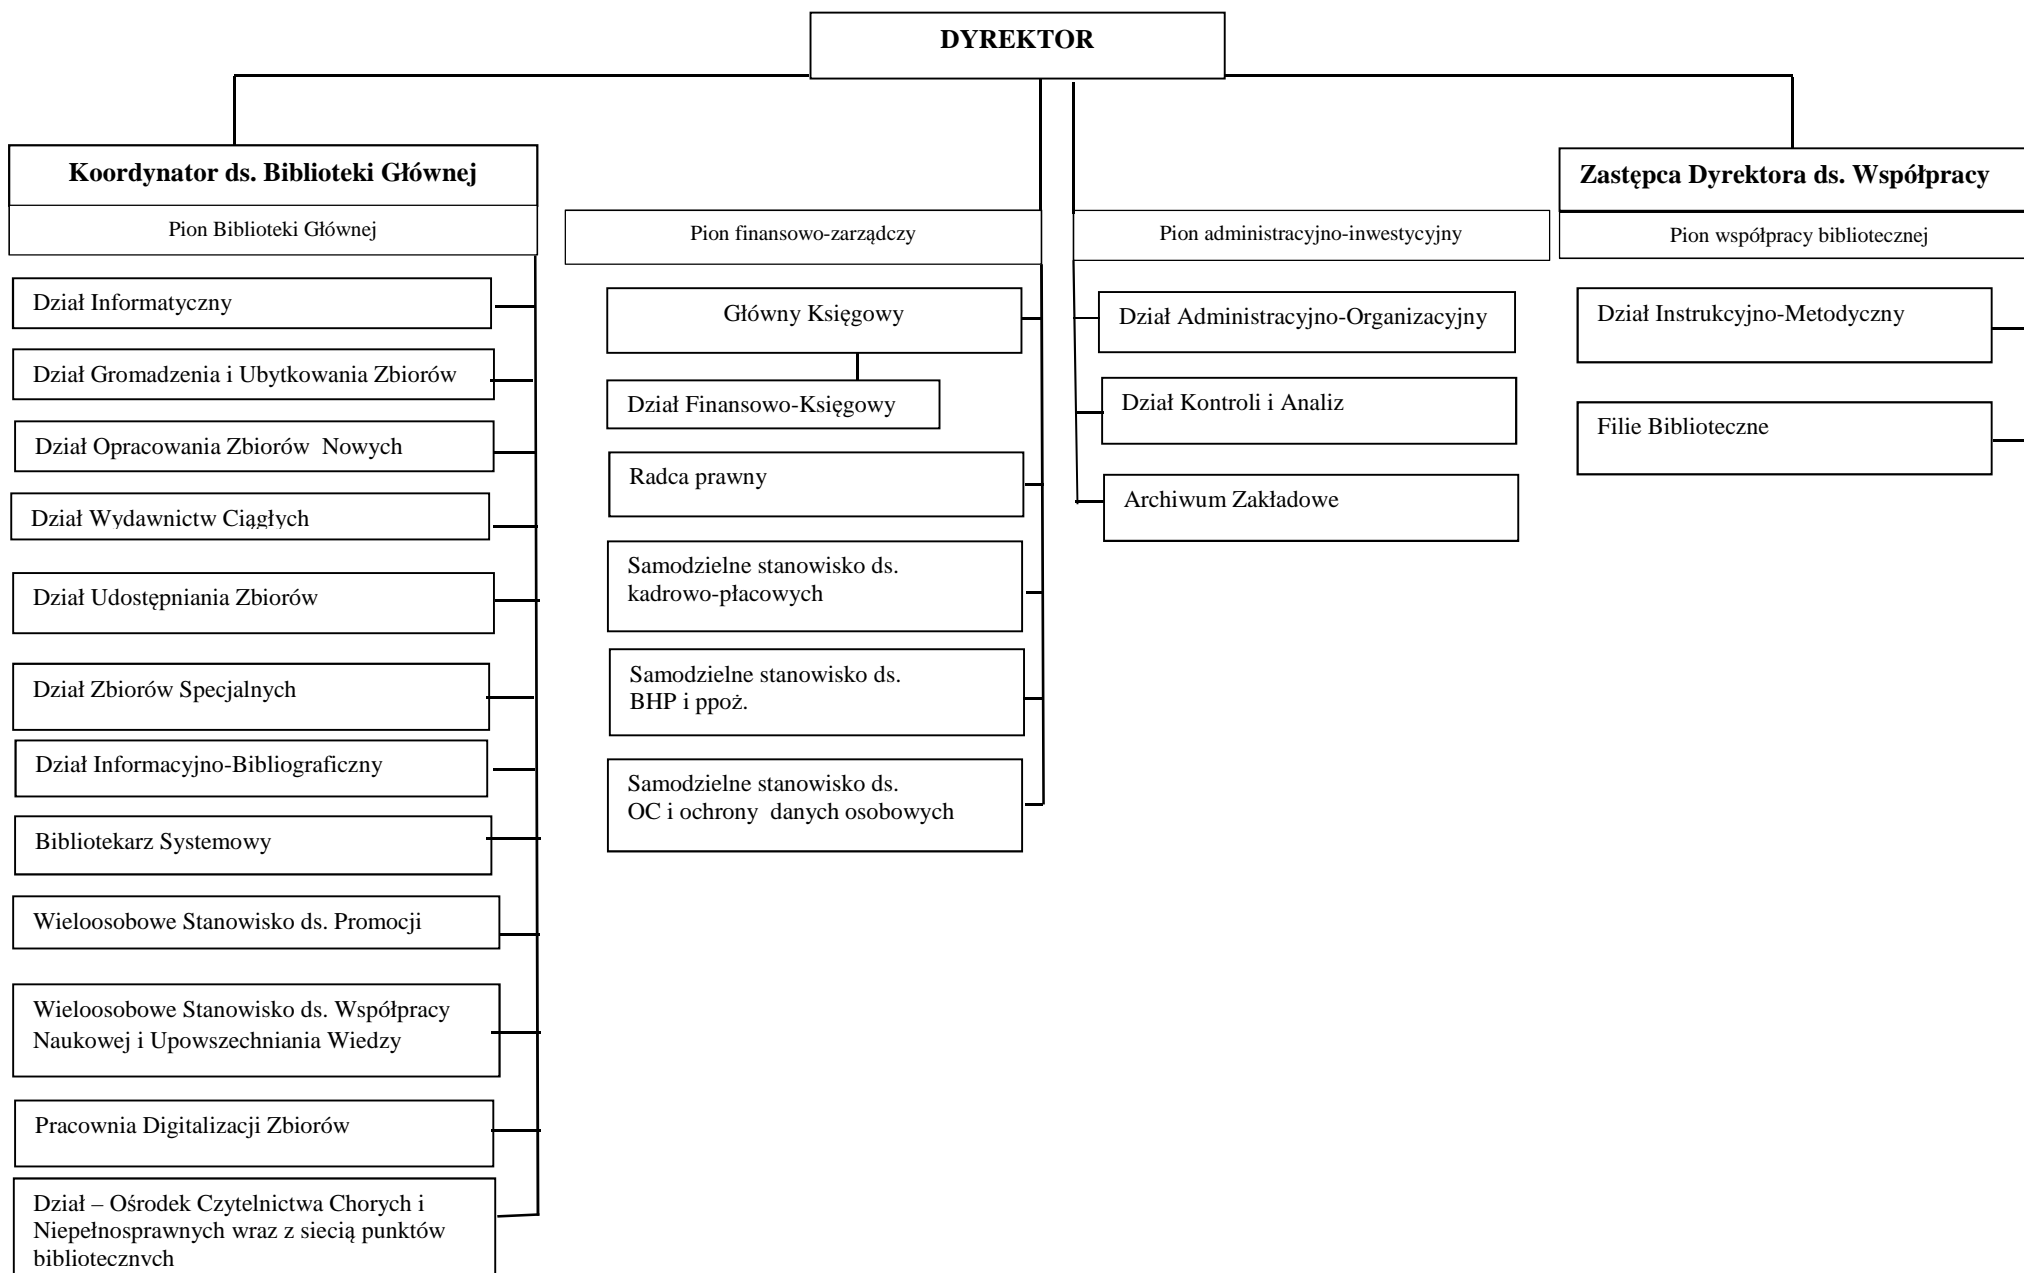 DYREKTOR
Koordynator ds. Biblioteki Głównej
Pion Biblioteki Głównej
Dział Informatyczny
Dział Gromadzenia i Ubytkowania Zbiorów
Dział Opracowania Zbiorów  Nowych
Dział Wydawnictw Ciągłych
Dział Udostępniania Zbiorów
Dział Zbiorów Specjalnych
Dział Informacyjno-Bibliograficzny
Bibliotekarz Systemowy
Wieloosobowe Stanowisko ds. Promocji
Wieloosobowe Stanowisko ds. Współpracy
Naukowej i Upowszechniania Wiedzy
Pracownia Digitalizacji Zbiorów
Dział – Ośrodek Czytelnictwa Chorych i
Niepełnosprawnych wraz z siecią punktów
bibliotecznych
Pion finansowo-zarządczy
Główny Księgowy
Dział Finansowo-Księgowy
Radca prawny
Samodzielne stanowisko ds.
kadrowo-płacowych
Samodzielne stanowisko ds.
BHP i ppoż.
Samodzielne stanowisko ds.
OC i ochrony  danych osobowych
Pion administracyjno-inwestycyjny
Dział Administracyjno-Organizacyjny
Dział Kontroli i Analiz
Archiwum Zakładowe
Zastępca Dyrektora ds. Współpracy
Pion współpracy bibliotecznej
Dział Instrukcyjno-Metodyczny
Filie Biblioteczne